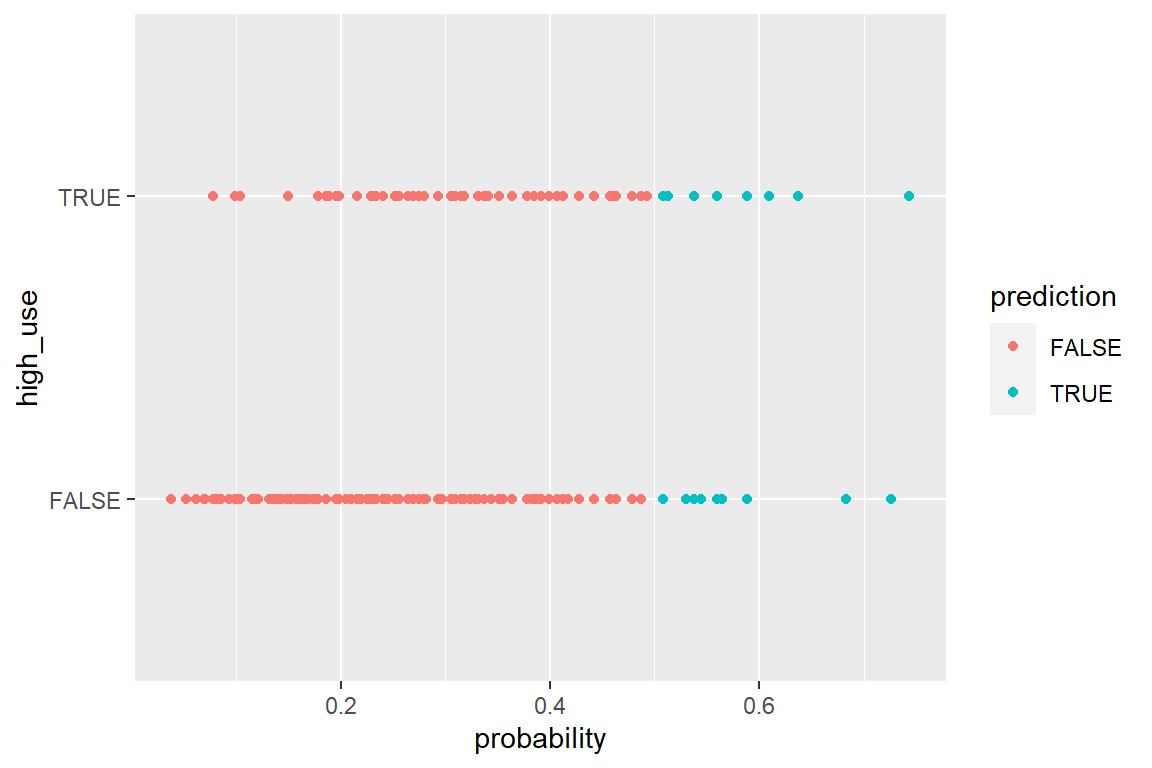 high_use
TRUE
FALSE
0.2 0.4 0.6
probability
prediction
FALSE
TRUE